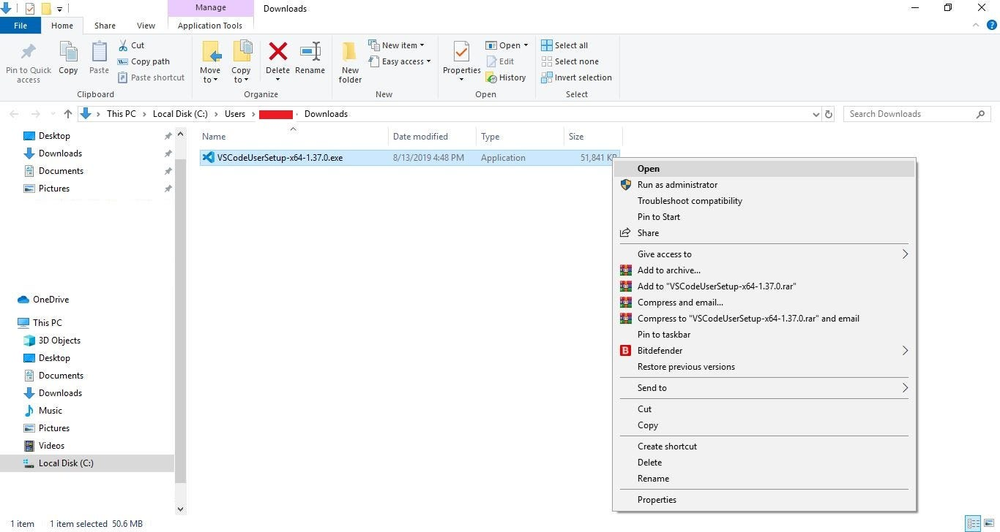 Manage
Downloads
File
Home
Share
View
Application Tools
Pin to Quick access
Copy
Paste
Cut
Copy path
Paste shortcut
Clipboard
Move to
Copy to
Delete
Rename
Organize
New folder
New item
Easy access
New
Properties
Open
Edit
History
Open
Select all
Select none
Invert selection
Select
This PC
Local Disk (C:)
Users
Downloads
Search Downloads
Desktop
Downloads
Documents
Pictures
OneDrive
This PC
3D Objects
Desktop
Documents
Downloads
Music
Pictures
Videos
Local Disk (C:)
Name
Date modified
Type
Size
VSCodeUserSetup-x64-1.37.0.exe
8/13/2019 4:48 PM
Application
51,841 KB
Open
Run as administrator
Troubleshoot compatibility
Pin to Start
Share
Give access to
Add to archive...
Add to "VSCodeUserSetup-x64-1.37.0.rar"
Compress and email...
Compress to "VSCodeUserSetup-x64-1.37.0.rar" and email
Pin to taskbar
B
Bitdefender
Restore previous versions
Send to
Cut
Copy
Create shortcut
Delete
Rename
Properties
1 item
1 item selected 50.6 MB